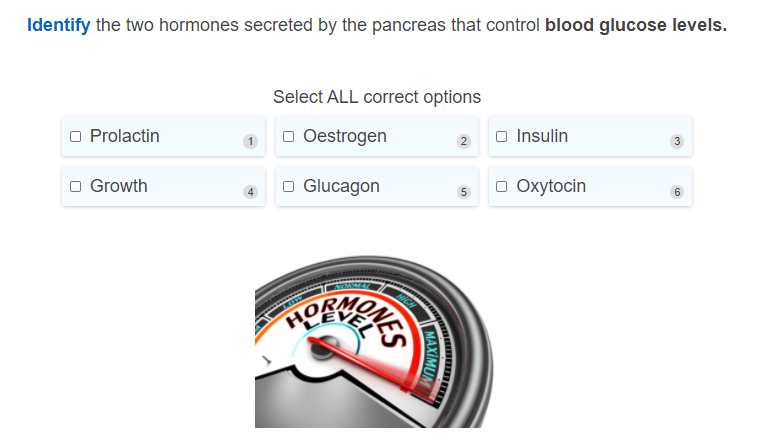 Identify the two hormones secreted by the pancreas that control blood glucose levels.
Select ALL correct options
Prolactin 1 Oestrogen 2 Insulin 3
Growth 4 Glucagon 5 Oxytocin 6
LOW NORMAL HIGH MAXIMUM
HORMONES
LEVEL